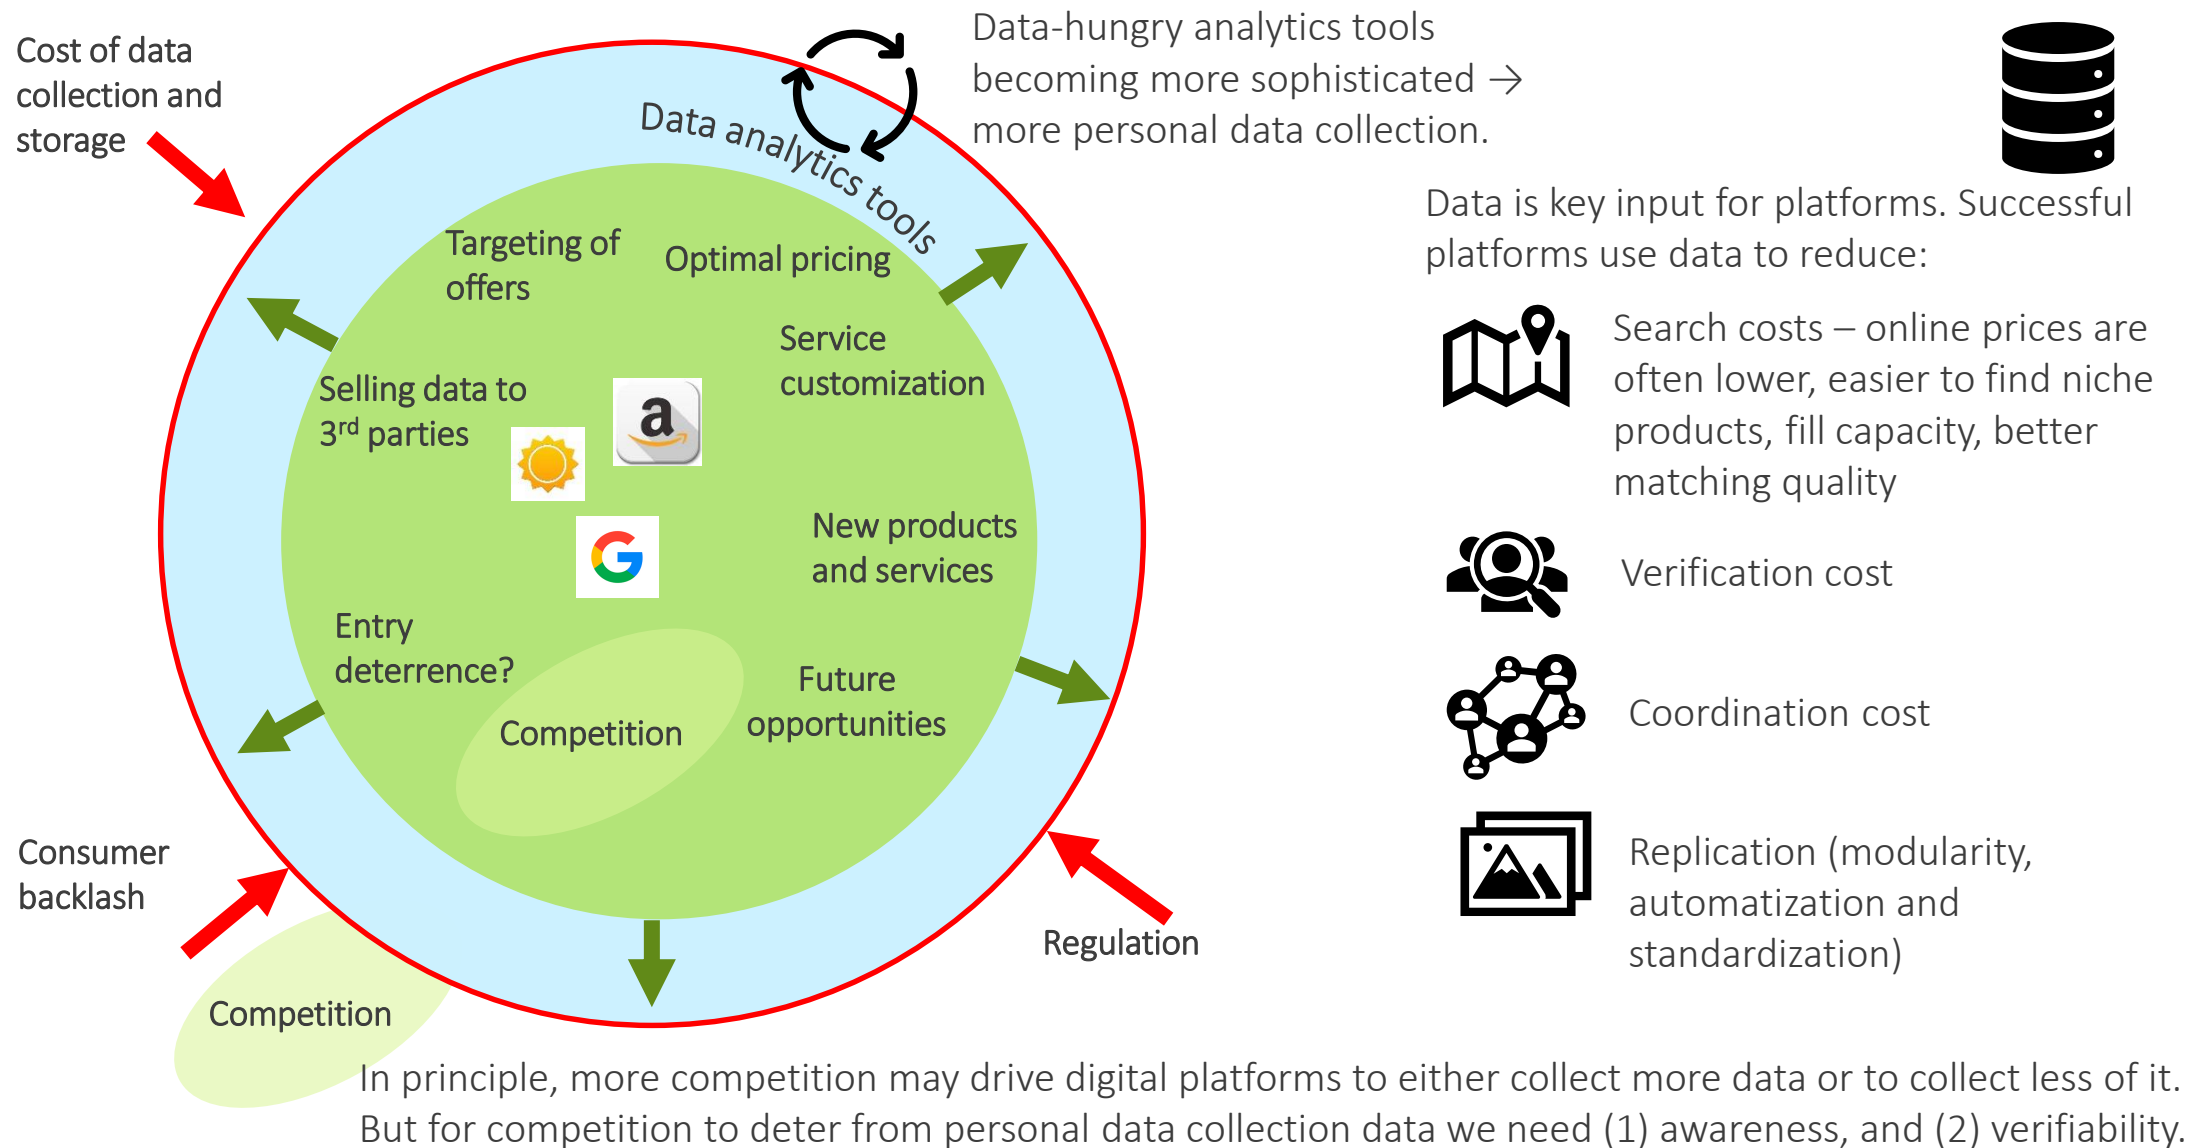 Cost of data
collection and
storage
Data analytics tools
Data-hungry analytics tools
becoming more sophisticated →
more personal data collection.
Targeting of
offers
Optimal pricing
Service
customization
Selling data to
3rd parties
a
G
New products
and services
Entry
deterrence?
Future
opportunities
Competition
Consumer
backlash
Regulation
Competition
Data is key input for platforms. Successful
platforms use data to reduce:
Search costs – online prices are
often lower, easier to find niche
products, fill capacity, better
matching quality
Verification cost
Coordination cost
Replication (modularity,
automatization and
standardization)
In principle, more competition may drive digital platforms to either collect more data or to collect less of it.
But for competition to deter from personal data collection data we need (1) awareness, and (2) verifiability.